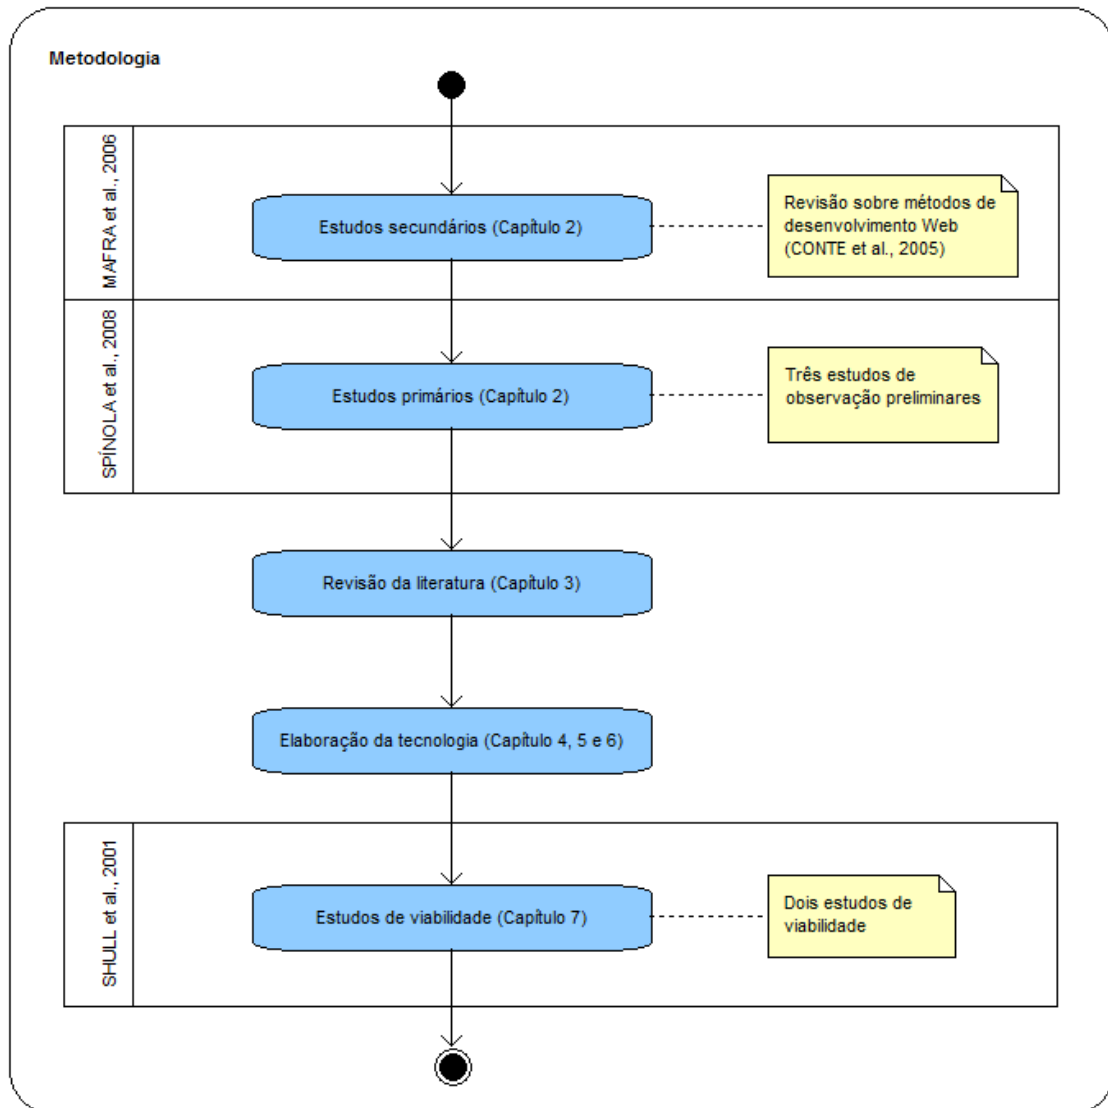 Metodologia
MAFRA et al., 2006
Estudos secundários (Capítulo 2)
Revisão sobre métodos de
desenvolvimento Web
(CONTE et al., 2005)
SPÍNOLA et al., 2008
Estudos primários (Capítulo 2)
Três estudos de
observação preliminares
Revisão da literatura (Capítulo 3)
Elaboração da tecnologia (Capítulo 4, 5 e 6)
SHULL et al., 2001
Estudos de viabilidade (Capítulo 7)
Dois estudos de
viabilidade